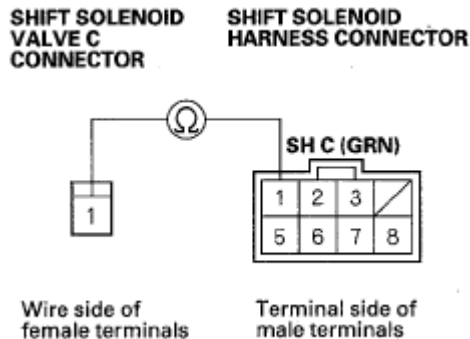 SHIFT SOLENOID
VALVE C
CONNECTOR
SHIFT SOLENOID
HARNESS CONNECTOR
Ω
SH C (GRN)
1
1 2 3
5 6 7 8
Wire side of
female terminals
Terminal side of
male terminals